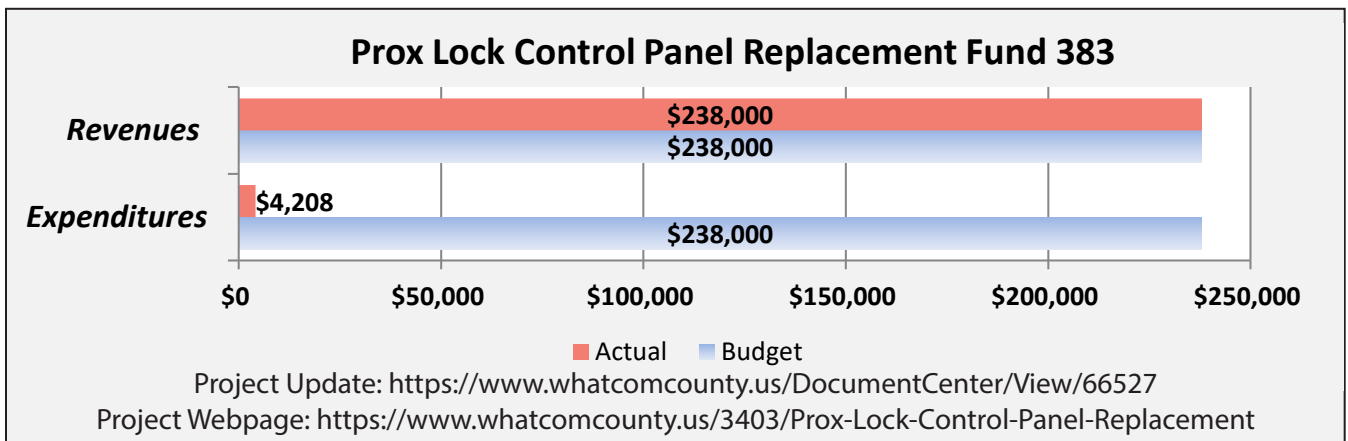 Prox Lock Control Panel Replacement Fund 383
Revenues
$238,000
$238,000
Expenditures
$4,208
$238,000
$0 $50,000 $100,000 $150,000 $200,000 $250,000
Actual Budget
Project Update: https://www.whatcomcounty.us/DocumentCenter/View/66527
Project Webpage: https://www.whatcomcounty.us/3403/Prox-Lock-Control-Panel-Replacement